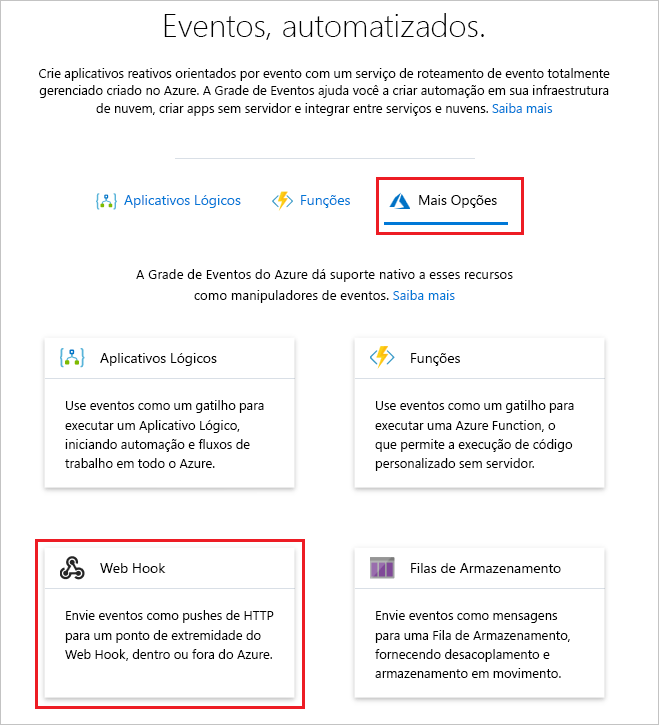 Eventos, automatizados.
Crie aplicativos reativos orientados por evento com um serviço de roteamento de evento totalmente
gerenciado criado no Azure. A Grade de Eventos ajuda você a criar automação em sua infraestrutura
de nuvem, criar apps sem servidor e integrar entre serviços e nuvens. Saiba mais
Aplicativos Lógicos
Funções
Mais Opções
A Grade de Eventos do Azure dá suporte nativo a esses recursos
como manipuladores de eventos. Saiba mais
Aplicativos Lógicos
Use eventos como um gatilho para
executar um Aplicativo Lógico,
iniciando automação e fluxos de
trabalho em todo o Azure.
Funções
Use eventos como um gatilho para
executar uma Azure Function, o
que permite a execução de código
personalizado sem servidor.
Web Hook
Envie eventos como pushes de HTTP
para um ponto de extremidade do
Web Hook, dentro ou fora do Azure.
Filas de Armazenamento
Envie eventos como mensagens
para uma Fila de Armazenamento,
fornecendo desacoplamento e
armazenamento em movimento.